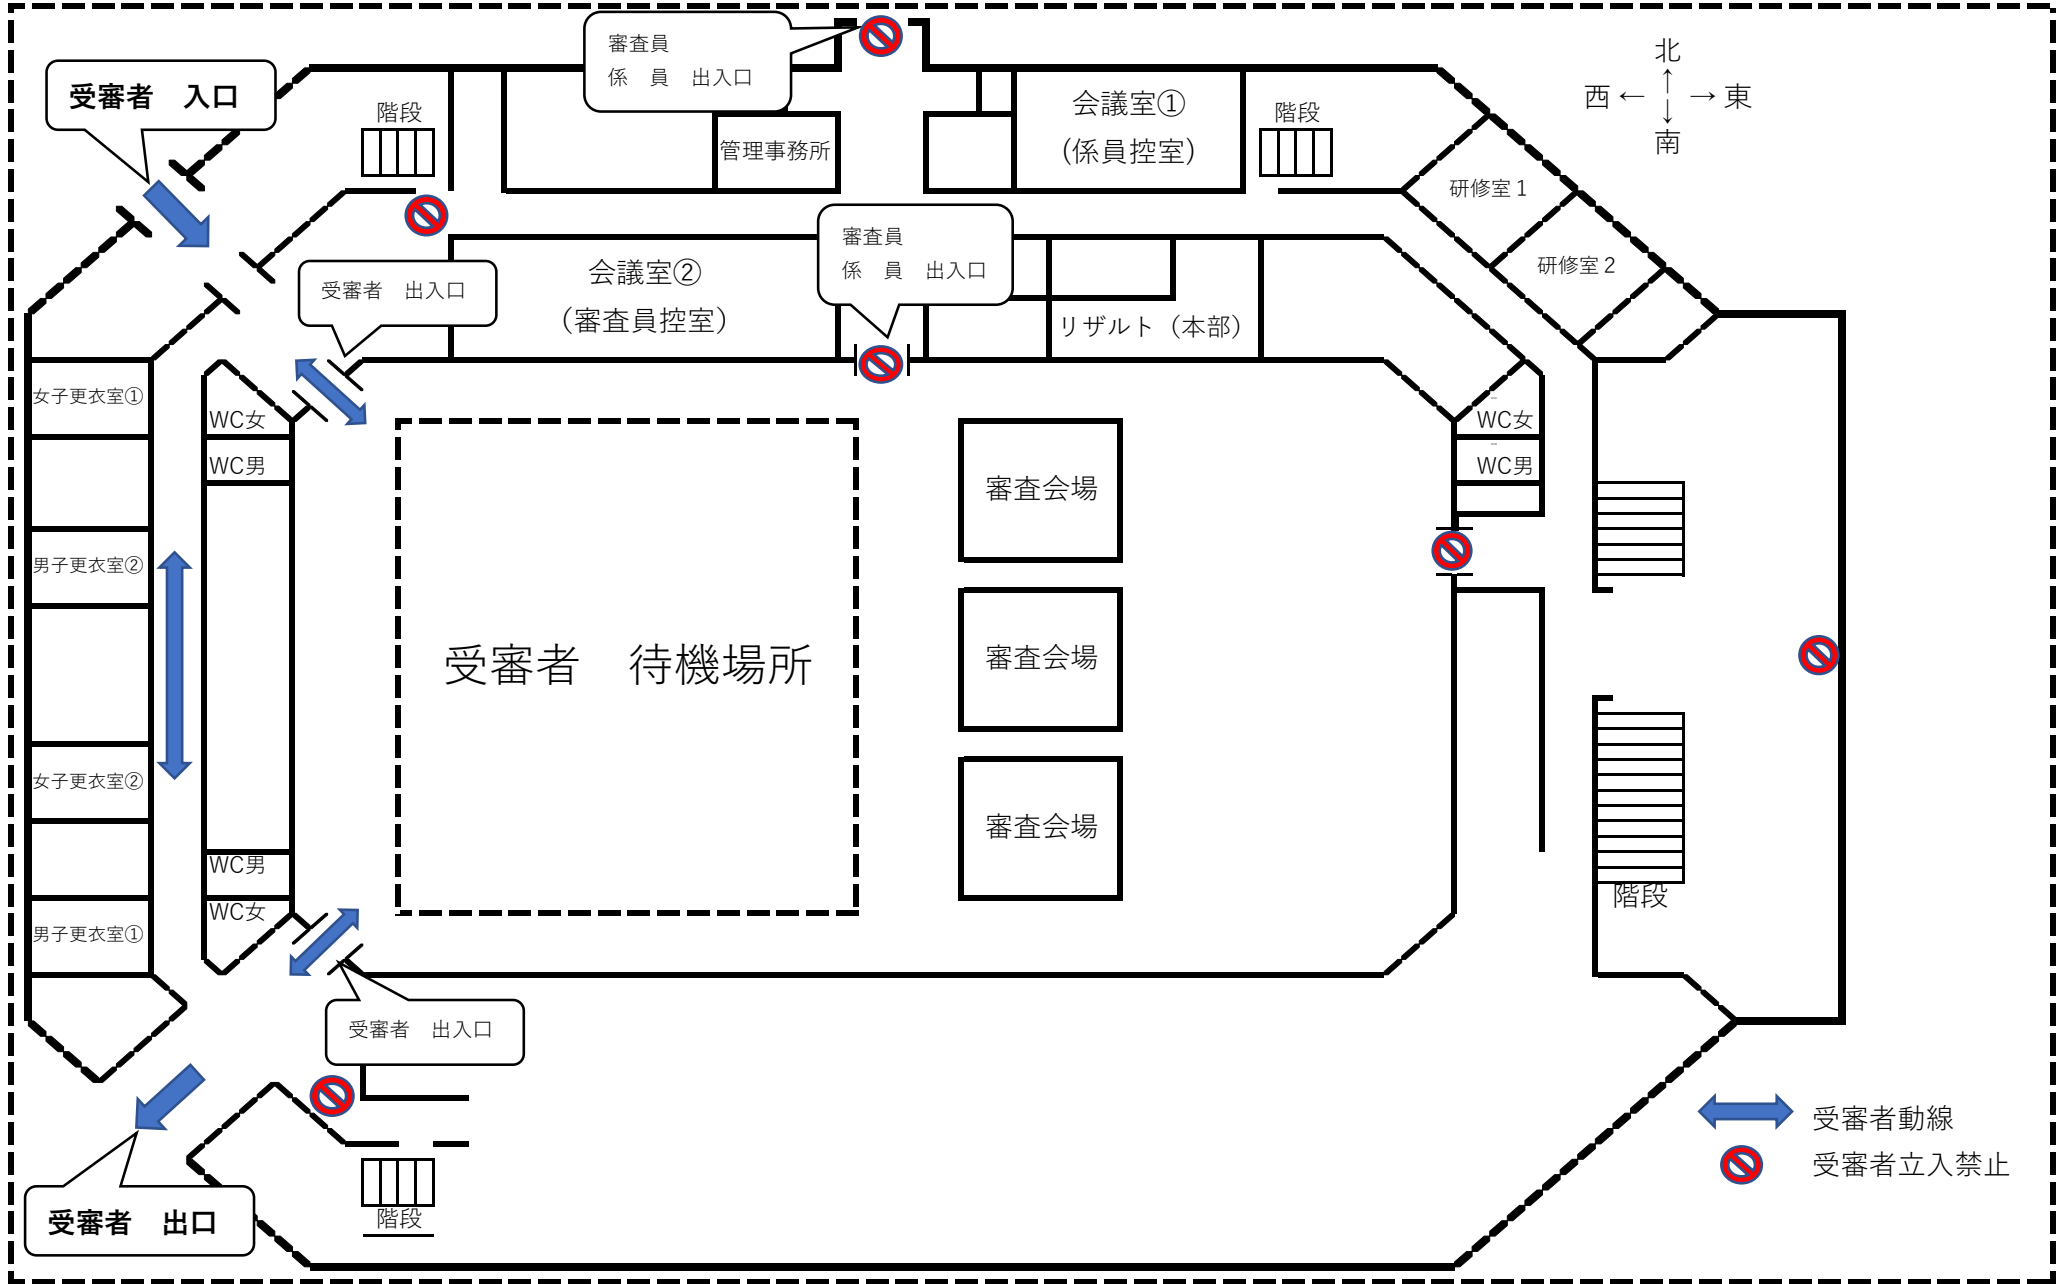 審査員
係　員　出入口
北
西 ← → 東
南
受審者　入口
階段
管理事務所
会議室①
（係員控室）
階段
研修室１
研修室２
審査員
係　員　出入口
会議室②
（審査員控室）
受審者　出入口
リザルト（本部）
女子更衣室①
WC女
WC男
WC女
WC男
審査会場
男子更衣室②
受審者　待機場所
審査会場
女子更衣室②
審査会場
WC男
WC女
階段
男子更衣室①
受審者　出入口
受審者動線
受審者立入禁止
受審者　出口
階段